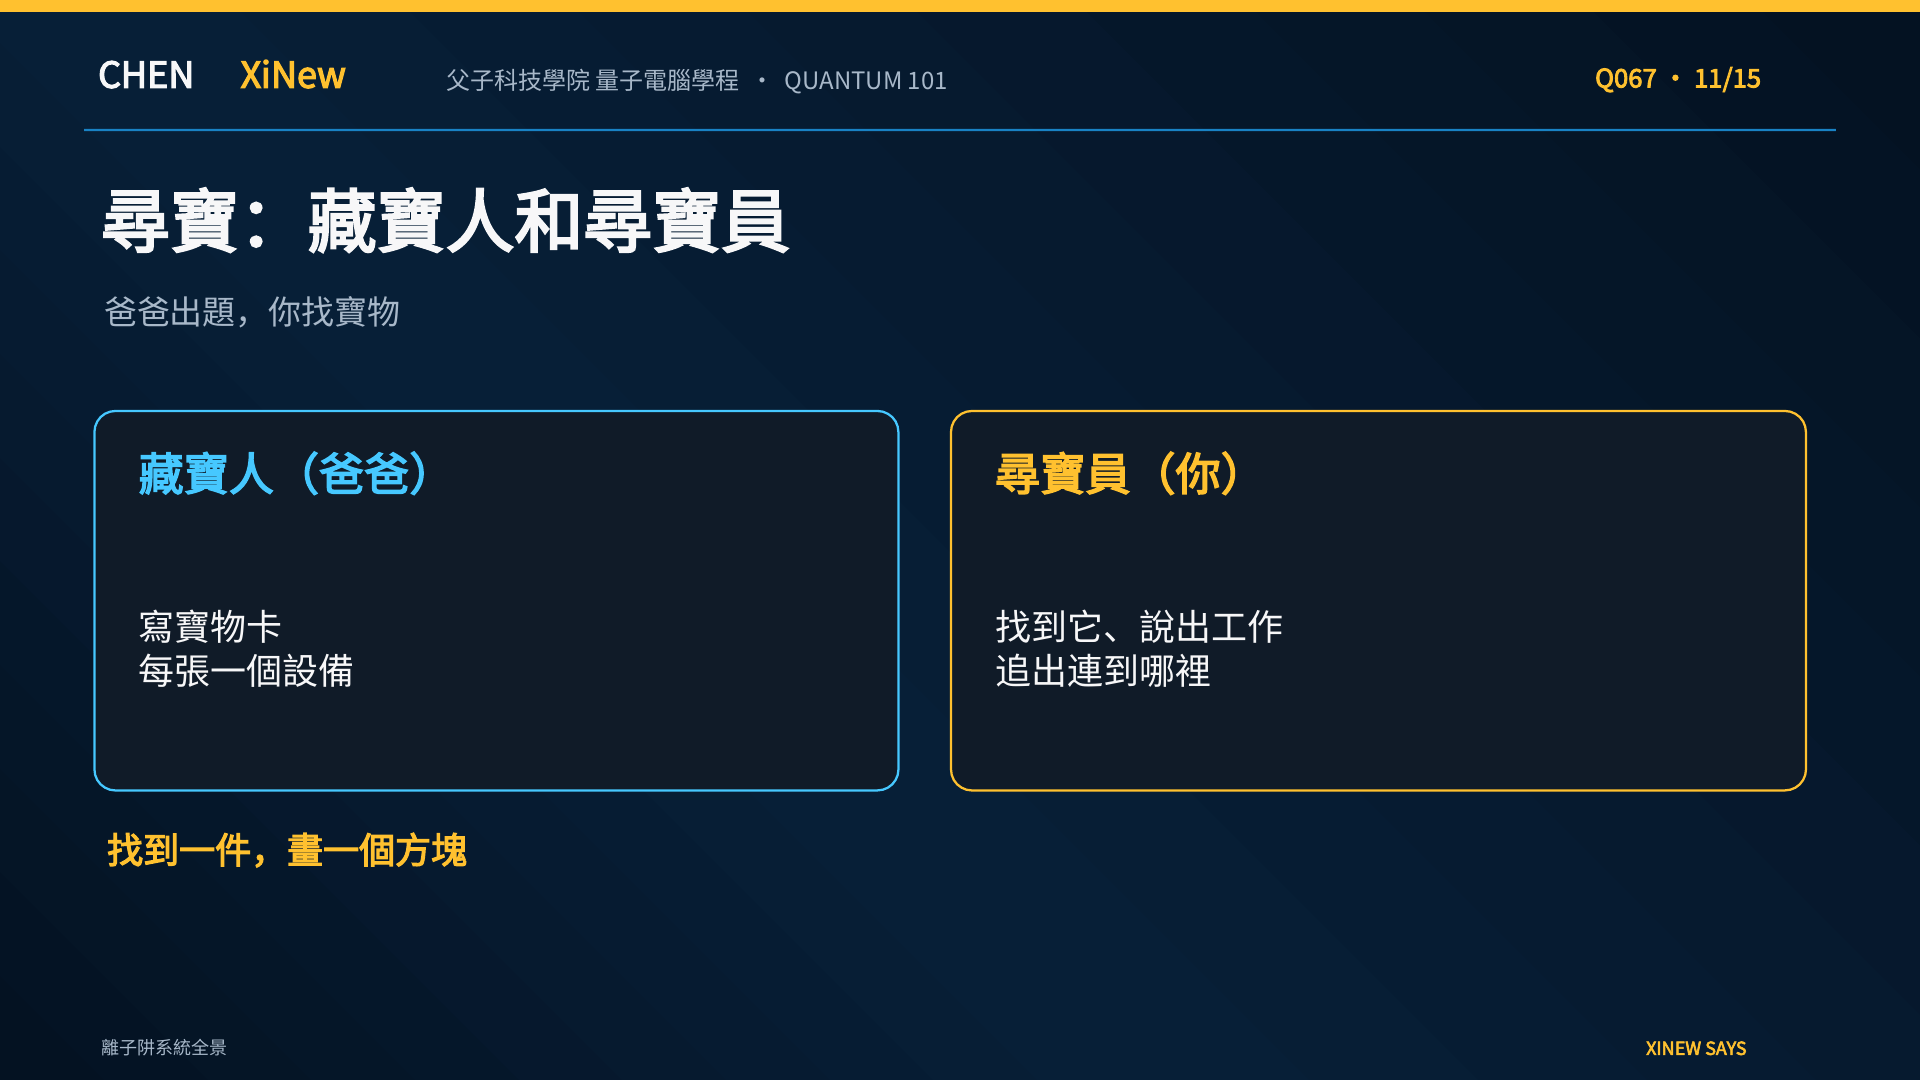 CHEN XiNew 父子科技學院 量子電腦學程 · QUANTUM 101 Q067 · 11/15
尋寶：藏寶人和尋寶員
爸爸出題，你找寶物
藏寶人（爸爸）
寫寶物卡
每張一個設備
尋寶員（你）
找到它、說出工作
追出連到哪裡
找到一件，畫一個方塊
離子阱系統全景
XINEW SAYS